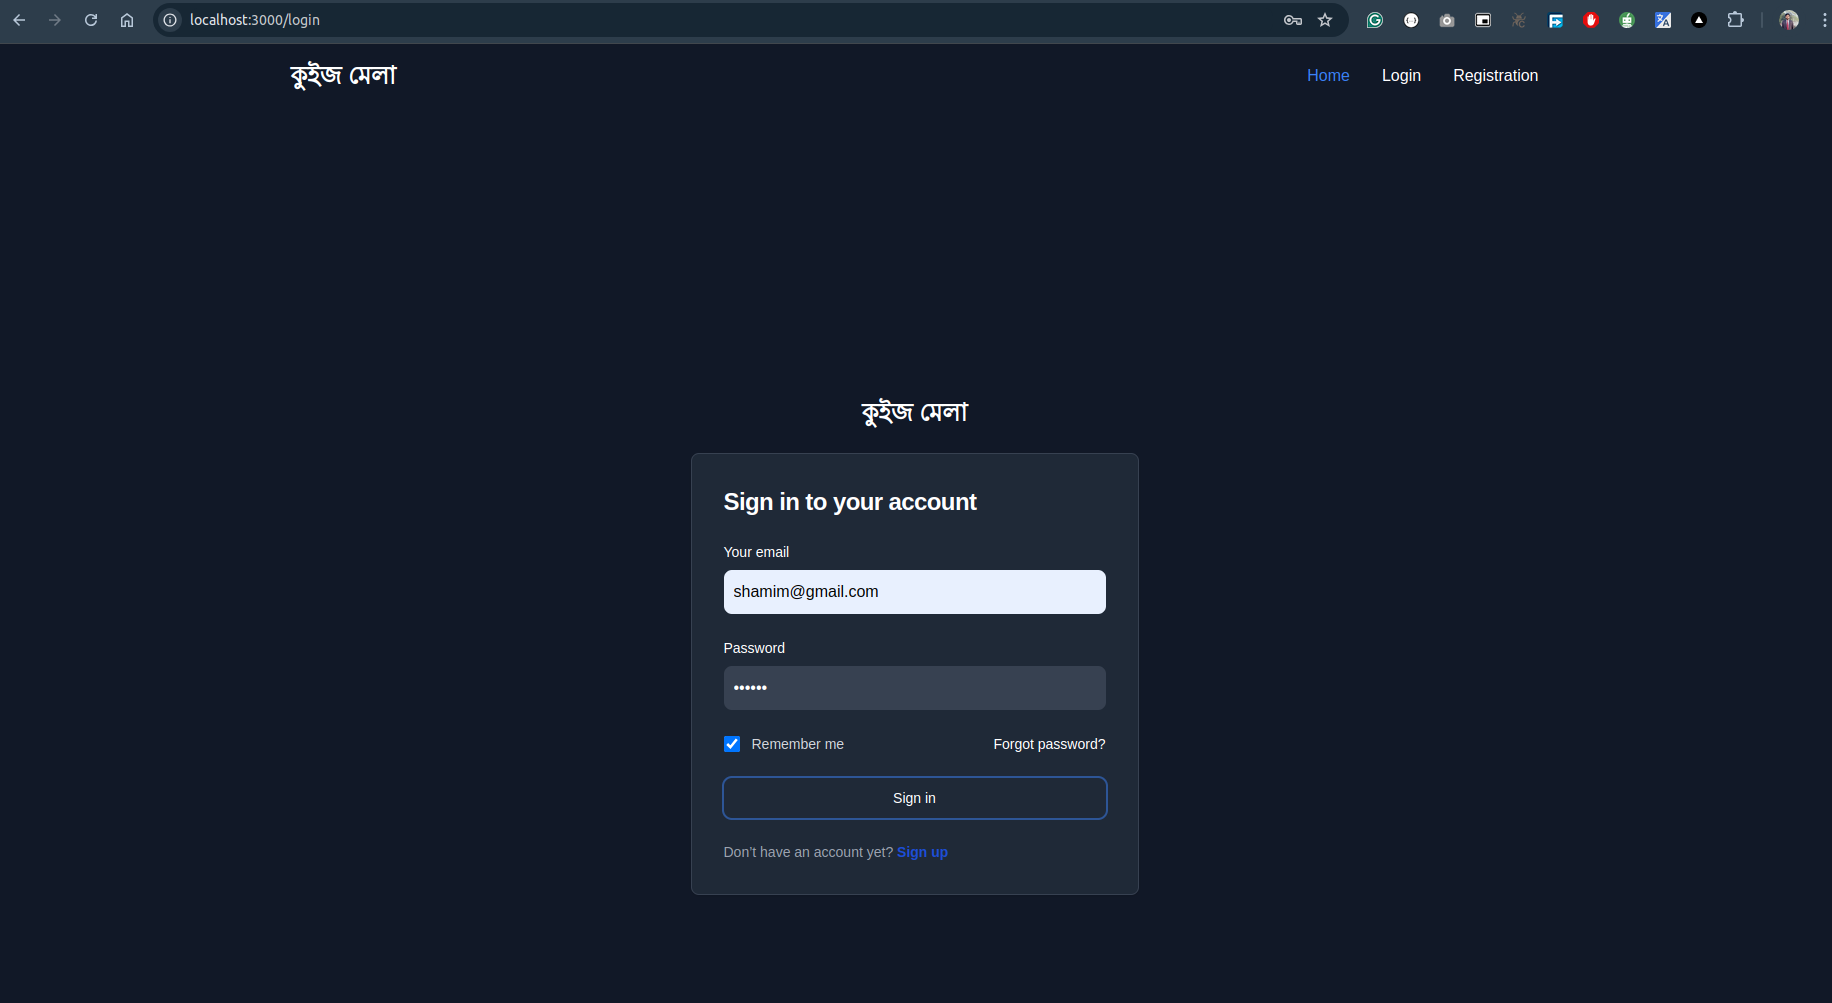 localhost:3000/login
কুইজ মেলা
Home Login Registration
কুইজ মেলা
Sign in to your account
Your email
shamim@gmail.com
Password
••••••
Remember me Forgot password?
Sign in
Don't have an account yet? Sign up